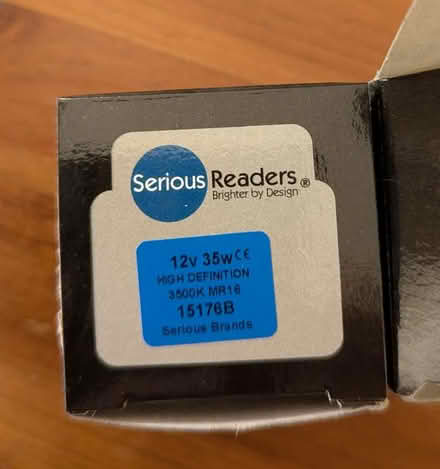 Serious Readers®
Brighter by Design
12v 35w CE
HIGH DEFINITION
3500K MR16
15176B
Serious Brands